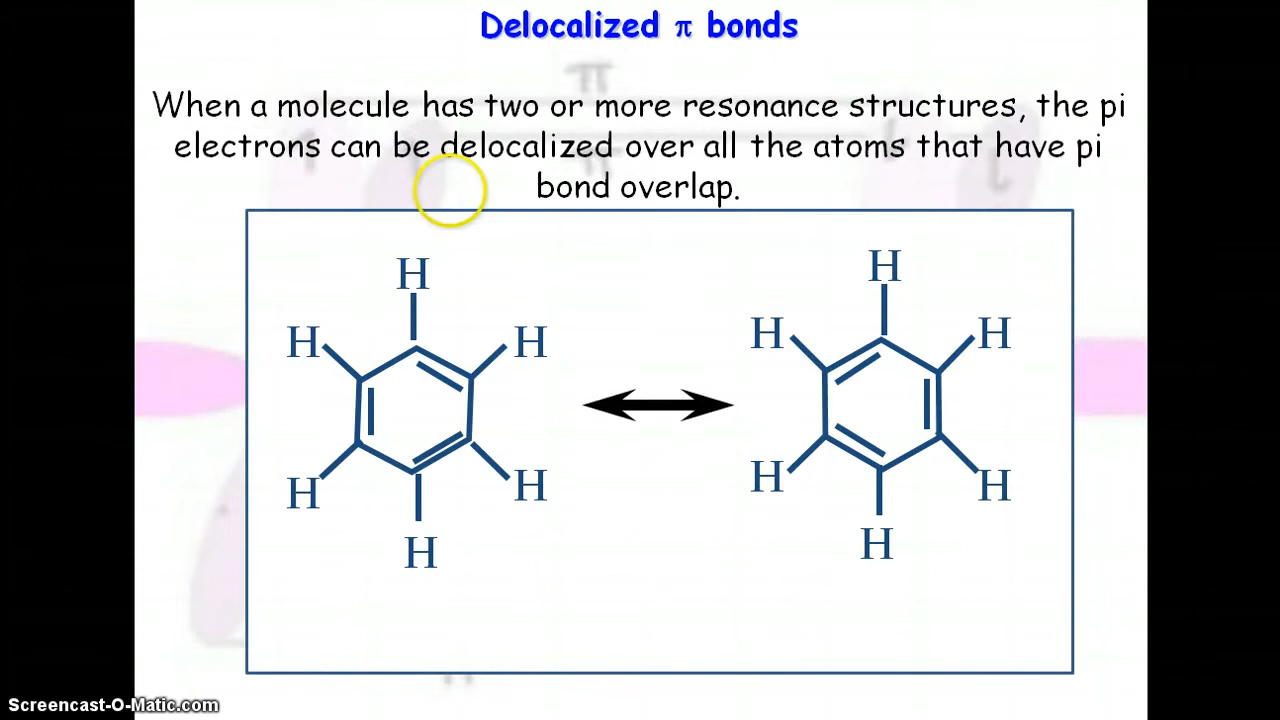 Delocalized π bonds
When a molecule has two or more resonance structures, the pi
electrons can be delocalized over all the atoms that have pi
bond overlap.
H
H
H
H
H
H
H
H
H
H
H
H
Screencast-O-Matic.com